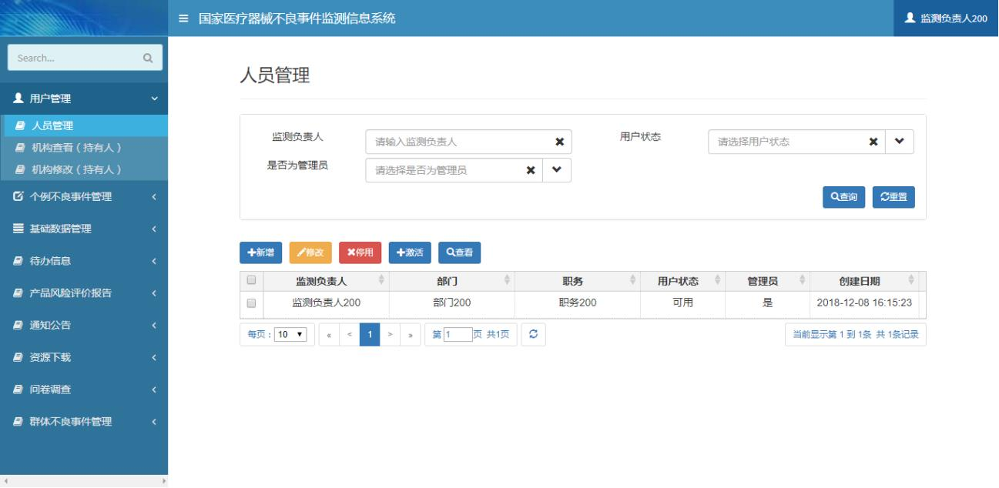 国家医疗器械不良事件监测信息系统
监测负责人200
Search...
用户管理
人员管理
机构查看（持有人）
机构修改（持有人）
个例不良事件管理
基础数据管理
待办信息
产品风险评价报告
通知公告
资源下载
问卷调查
群体不良事件管理
人员管理
监测负责人 请输入监测负责人 用户状态 请选择用户状态
是否为管理员 请选择是否为管理员
查询 重置
新增 修改 停用 激活 查看
监测负责人 部门 职务 用户状态 管理员 创建日期
监测负责人200 部门200 职务200 可用 是 2018-12-08 16:15:23
每页：10 « < 1 > » 第 1 页 共1页 当前显示第 1 到 1条 共 1条记录